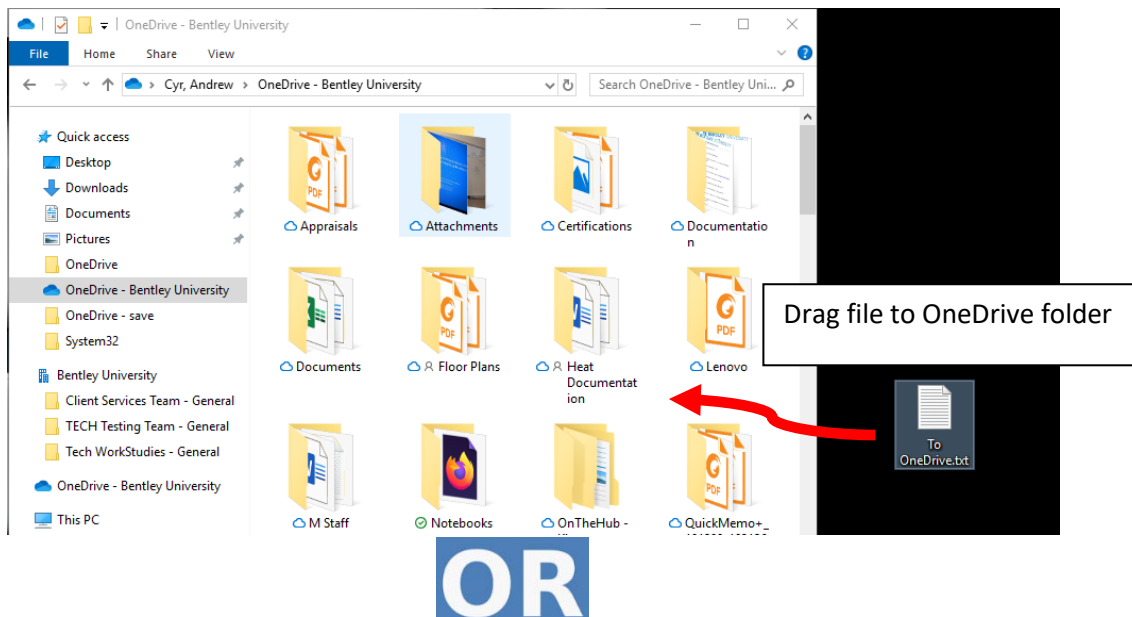 OneDrive - Bentley University
File Home Share View
Cyr, Andrew > OneDrive - Bentley University
Search OneDrive - Bentley Uni...
Quick access
Desktop
Downloads
Documents
Pictures
OneDrive
OneDrive - Bentley University
OneDrive - save
System32
Bentley University
Client Services Team - General
TECH Testing Team - General
Tech WorkStudies - General
OneDrive - Bentley University
This PC
Appraisals
Attachments
Certifications
Documentatio
n
Documents
Floor Plans
Heat
Documentat
ion
Lenovo
M Staff
Notebooks
OnTheHub -
QuickMemo+_
PDF
PDF
PDF
PDF
Drag file to OneDrive folder
To
OneDrive.txt
OR